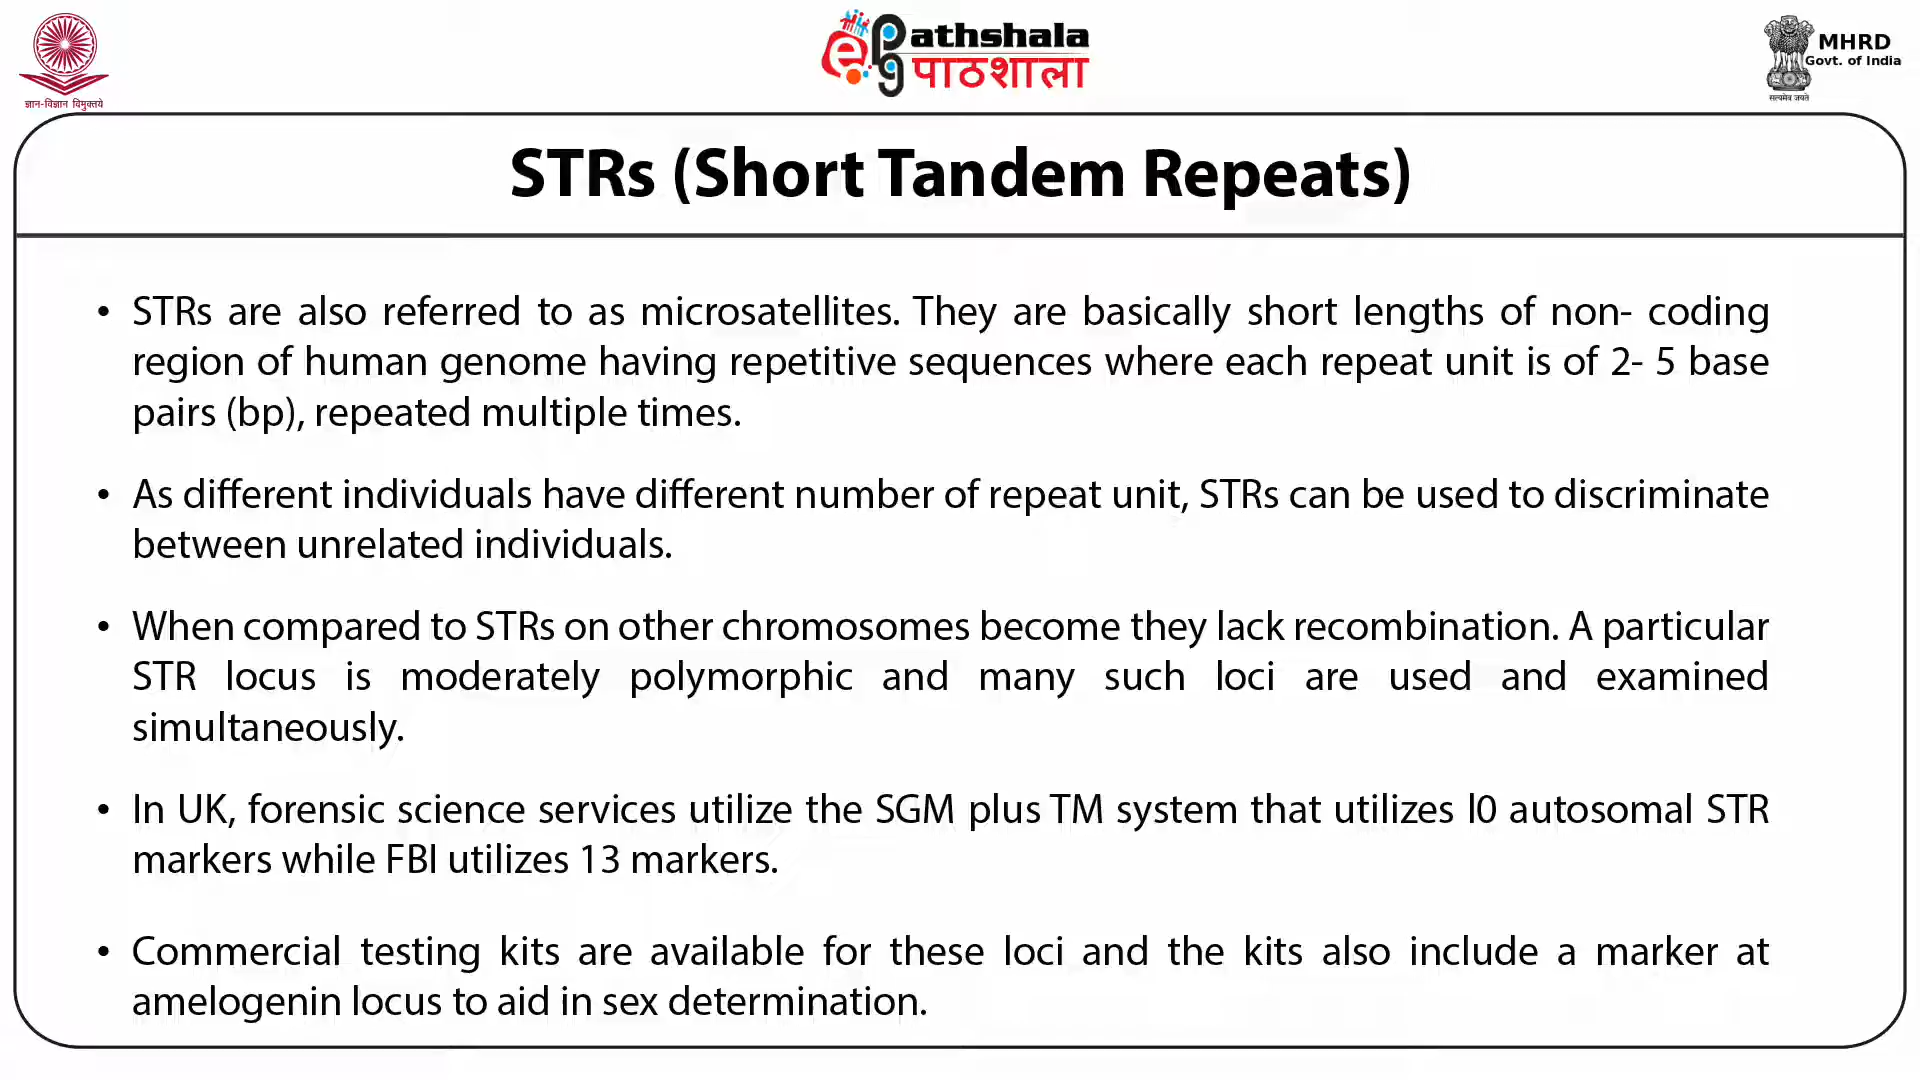 ज्ञान-विज्ञान विमुक्तये
ePathshala
पाठशाला
MHRD
Govt. of India
सत्यमेव जयते
STRs (Short Tandem Repeats)
• STRs are also referred to as microsatellites. They are basically short lengths of non- coding
region of human genome having repetitive sequences where each repeat unit is of 2- 5 base
pairs (bp), repeated multiple times.
• As different individuals have different number of repeat unit, STRs can be used to discriminate
between unrelated individuals.
• When compared to STRs on other chromosomes become they lack recombination. A particular
STR locus is moderately polymorphic and many such loci are used and examined
simultaneously.
• In UK, forensic science services utilize the SGM plus TM system that utilizes l0 autosomal STR
markers while FBI utilizes 13 markers.
• Commercial testing kits are available for these loci and the kits also include a marker at
amelogenin locus to aid in sex determination.